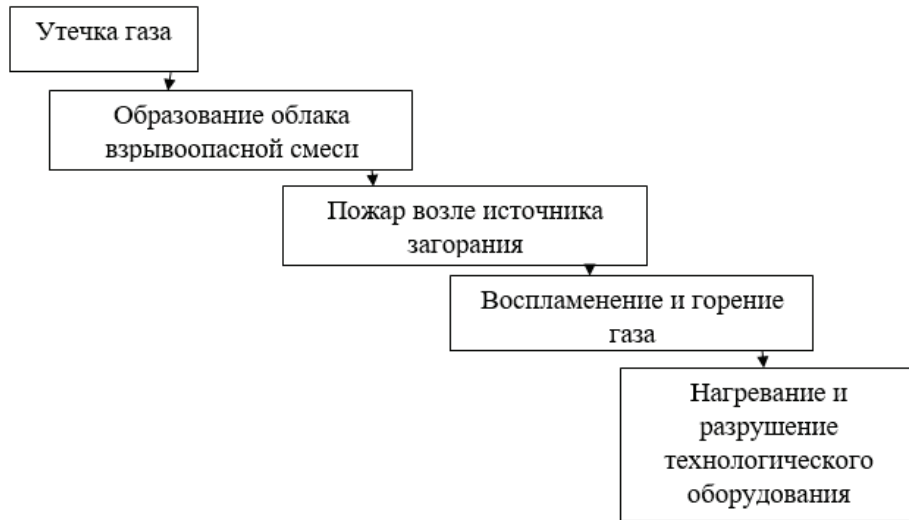 Утечка газа
Образование облака
взрывоопасной смеси
Пожар возле источника
загорания
Воспламенение и горение
газа
Нагревание и
разрушение
технологического
оборудования